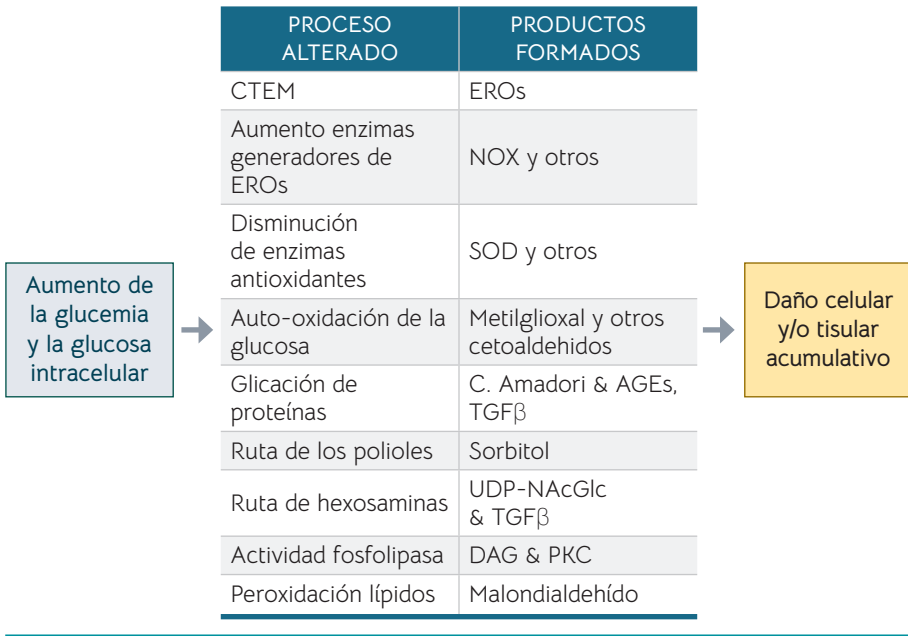 PROCESO
ALTERADO
PRODUCTOS
FORMADOS
CTEM
EROs
Aumento enzimas
generadores de
EROs
NOX y otros
Disminución
de enzimas
antioxidantes
SOD y otros
Aumento de
la glucemia
y la glucosa
intracelular
Auto-oxidación de la
glucosa
Metilglioxal y otros
cetoaldehidos
Glicación de
proteínas
C. Amadori & AGEs,
TGFβ
Ruta de los polioles
Sorbitol
Ruta de hexosaminas
UDP-NAcGlc
& TGFβ
Actividad fosfolipasa
DAG & PKC
Peroxidación lípidos
Malondialdehído
Daño celular
y/o tisular
acumulativo